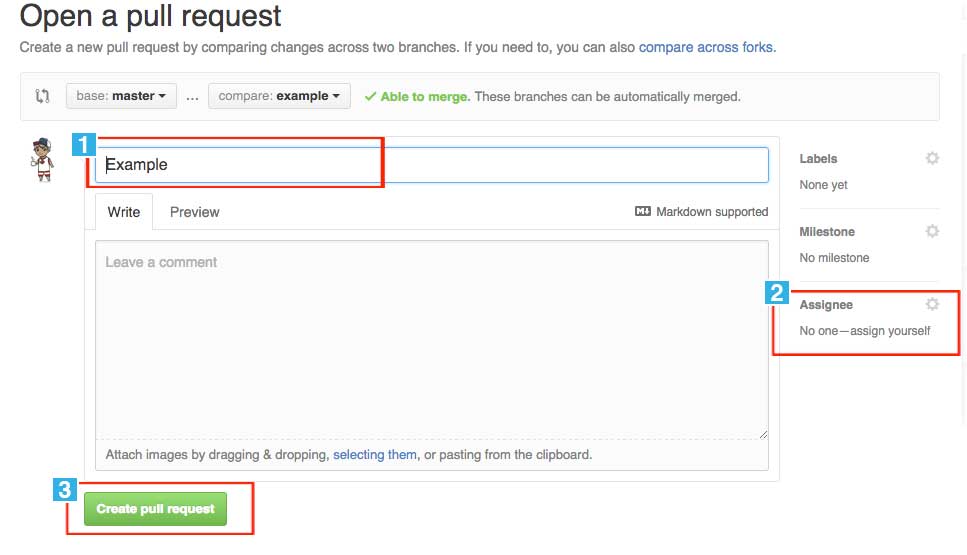 Open a pull request
Create a new pull request by comparing changes across two branches. If you need to, you can also compare across forks.
base: master ... compare: example ✓ Able to merge. These branches can be automatically merged.
1
Example
Write Preview Markdown supported
Leave a comment
Attach images by dragging & dropping, selecting them, or pasting from the clipboard.
3
Create pull request
Labels
None yet
Milestone
No milestone
2
Assignee
No one—assign yourself